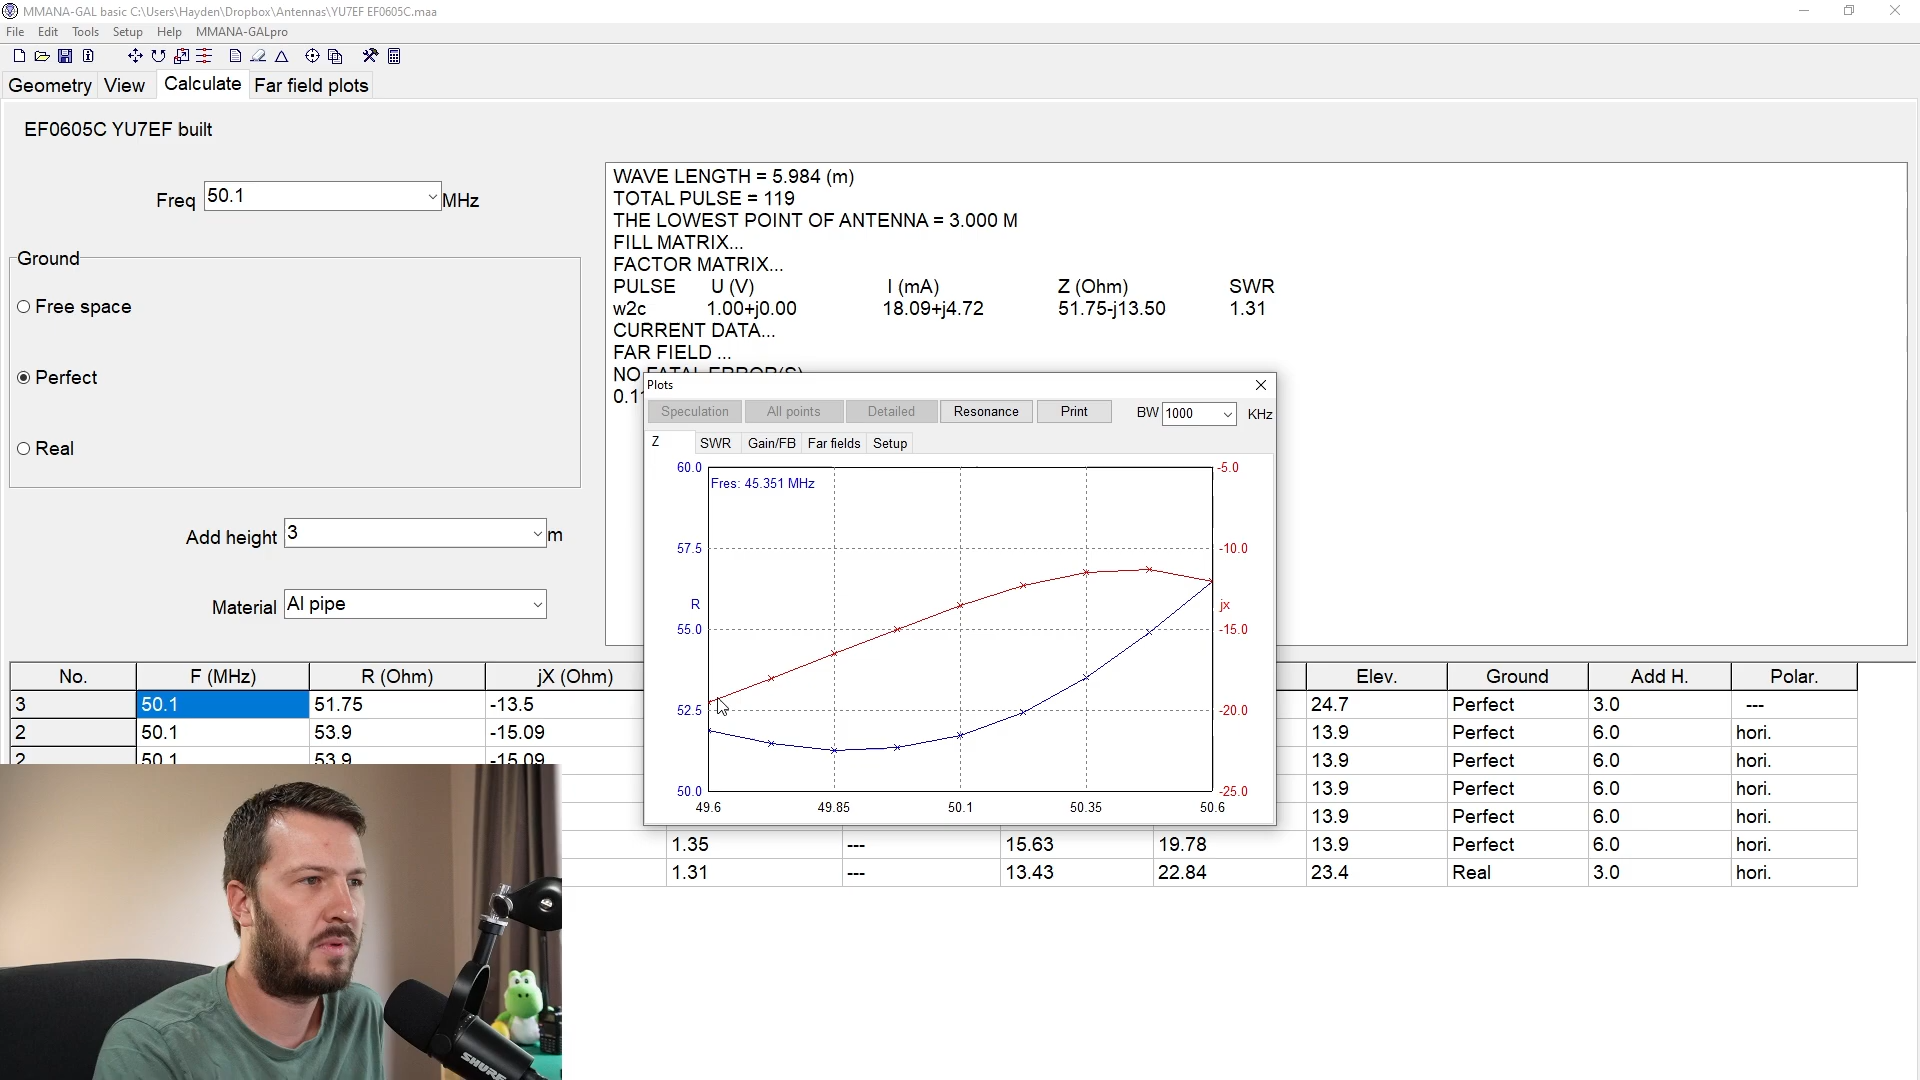 MMANA-GAL basic C:\Users\Hayden\Dropbox\Antennas\YU7EF EF0605C.maa
File Edit Tools Setup Help MMANA-GALpro
Geometry View Calculate Far field plots
EF0605C YU7EF built
Freq 50.1 MHz
Ground
Free space
Perfect
Real
Add height 3 m
Material Al pipe
WAVE LENGTH = 5.984 (m)
TOTAL PULSE = 119
THE LOWEST POINT OF ANTENNA = 3.000 M
FILL MATRIX...
FACTOR MATRIX...
PULSE U (V) I (mA) Z (Ohm) SWR
w2c 1.00+j0.00 18.09+j4.72 51.75-j13.50 1.31
CURRENT DATA...
FAR FIELD ...
NO FATAL ERROR(S)
Plots
Speculation All points Detailed Resonance Print BW 1000 KHz
Z SWR Gain/FB Far fields Setup
60.0 -5.0
Fres: 45.351 MHz
57.5 -10.0
R jx
55.0 -15.0
52.5 -20.0
50.0 -25.0
49.6 49.85 50.1 50.35 50.6
No. F (MHz) R (Ohm) jX (Ohm) Elev. Ground Add H. Polar.
3 50.1 51.75 -13.5 24.7 Perfect 3.0 ---
2 50.1 53.9 -15.09 13.9 Perfect 6.0 hori.
2 50.1 53.9 -15.09 13.9 Perfect 6.0 hori.
13.9 Perfect 6.0 hori.
13.9 Perfect 6.0 hori.
1.35 --- 15.63 19.78 13.9 Perfect 6.0 hori.
1.31 --- 13.43 22.84 23.4 Real 3.0 hori.
SHURE